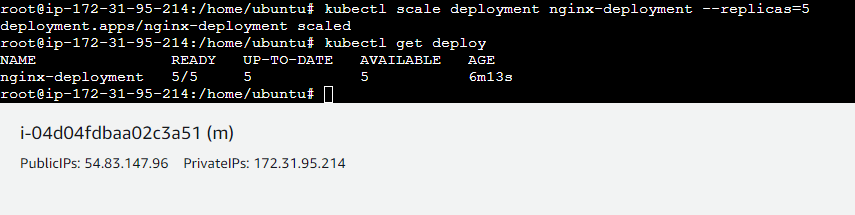 root@ip-172-31-95-214:/home/ubuntu# kubectl scale deployment nginx-deployment --replicas=5
deployment.apps/nginx-deployment scaled
root@ip-172-31-95-214:/home/ubuntu# kubectl get deploy
NAME               READY   UP-TO-DATE   AVAILABLE   AGE
nginx-deployment   5/5     5            5           6m13s
root@ip-172-31-95-214:/home/ubuntu#
i-04d04fdbaa02c3a51 (m)
PublicIPs: 54.83.147.96   PrivateIPs: 172.31.95.214